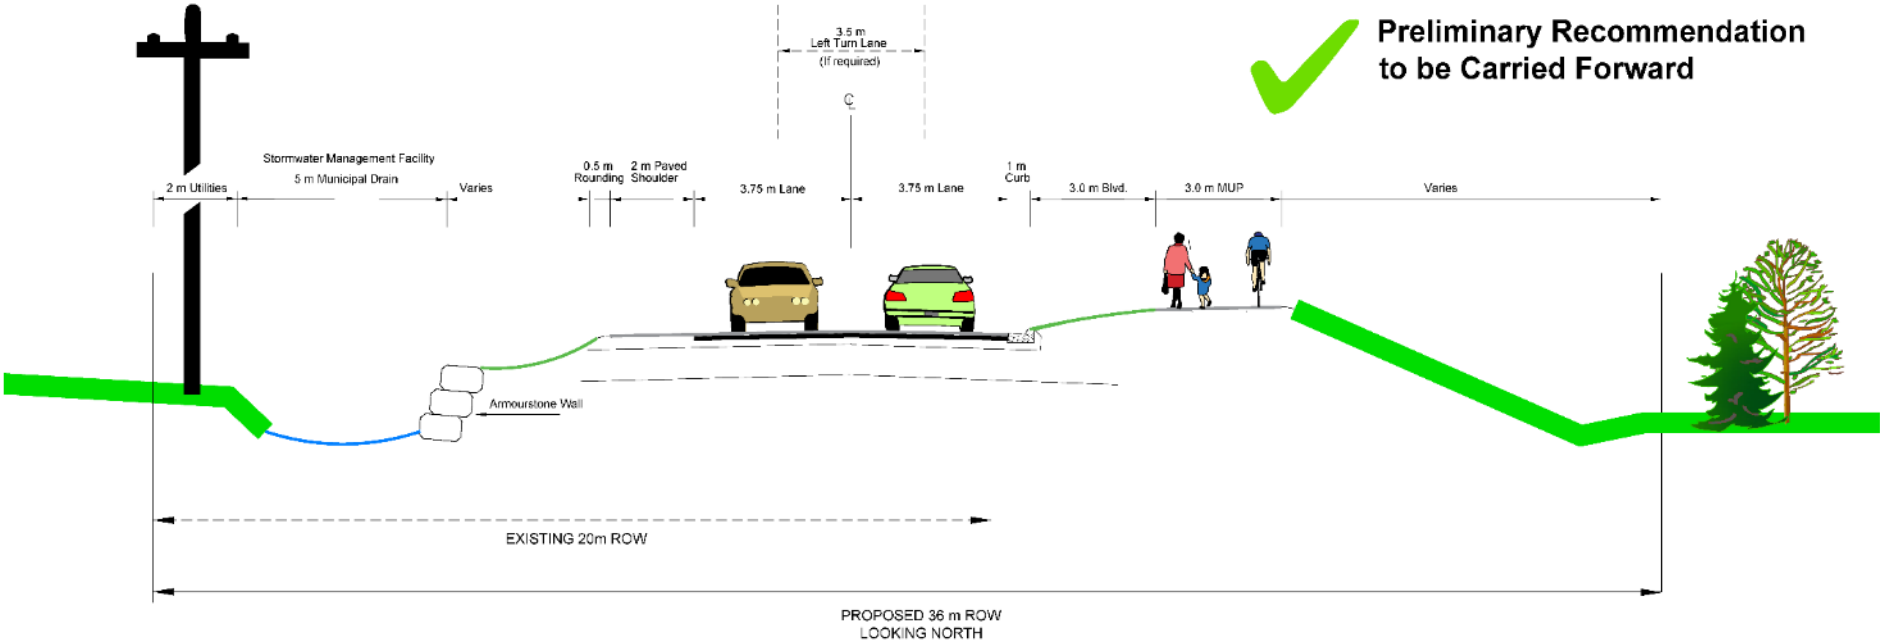 Preliminary Recommendation
to be Carried Forward
3.5 m
Left Turn Lane
(If required)
℄
Stormwater Management Facility
5 m Municipal Drain
2 m Utilities
Varies
0.5 m
Rounding
2 m Paved
Shoulder
3.75 m Lane
3.75 m Lane
1 m
Curb
3.0 m Blvd.
3.0 m MUP
Varies
Armourstone Wall
EXISTING 20m ROW
PROPOSED 36 m ROW
LOOKING NORTH